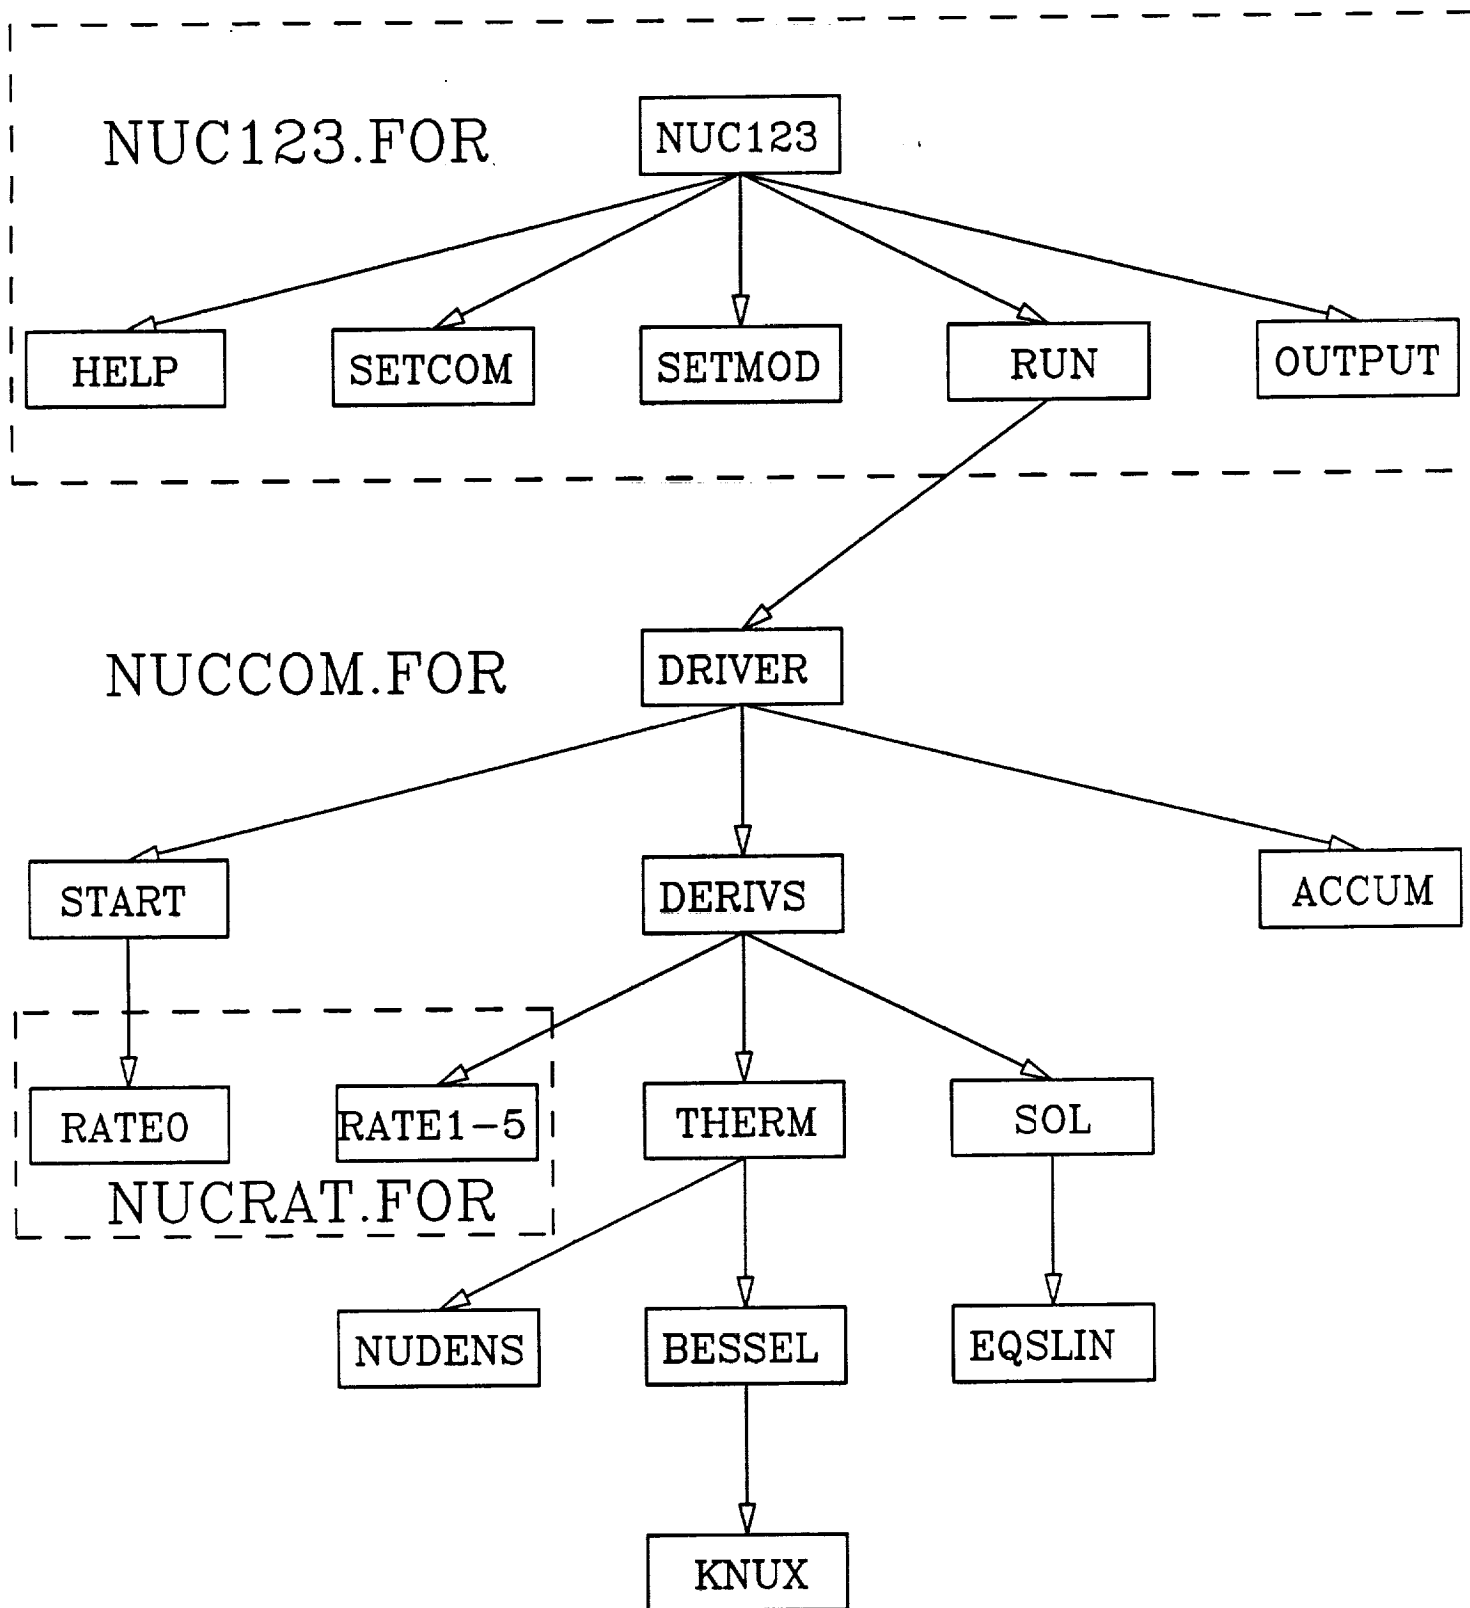 NUC123.FOR
NUC123
HELP
SETCOM
SETMOD
RUN
OUTPUT
NUCCOM.FOR
DRIVER
START
DERIVS
ACCUM
RATE0
RATE1-5
THERM
SOL
NUCRAT.FOR
NUDENS
BESSEL
EQSLIN
KNUX